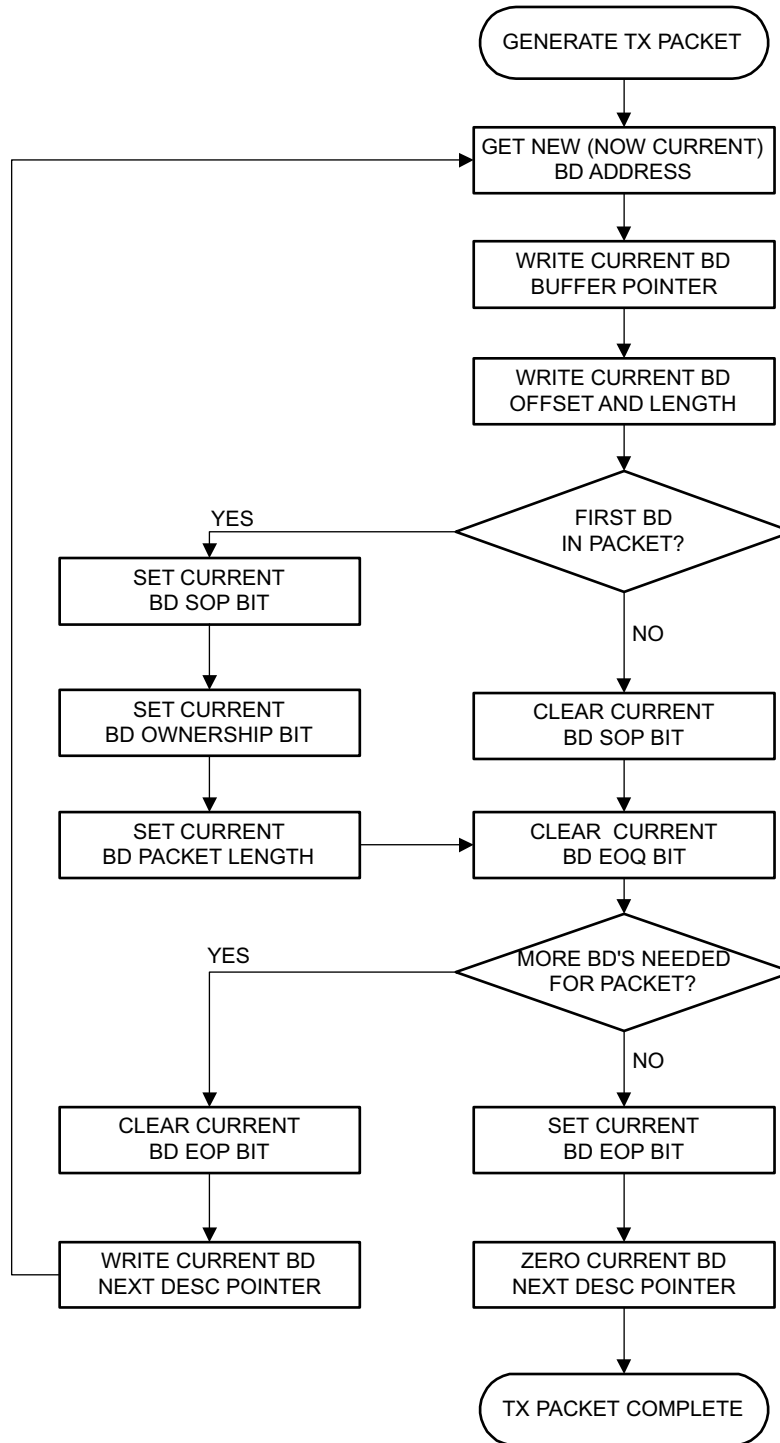 GENERATE TX PACKET
GET NEW (NOW CURRENT)
BD ADDRESS
WRITE CURRENT BD
BUFFER POINTER
WRITE CURRENT BD
OFFSET AND LENGTH
FIRST BD
IN PACKET?
YES
NO
SET CURRENT
BD SOP BIT
SET CURRENT
BD OWNERSHIP BIT
SET CURRENT
BD PACKET LENGTH
CLEAR CURRENT
BD SOP BIT
CLEAR CURRENT
BD EOQ BIT
MORE BD'S NEEDED
FOR PACKET?
YES
NO
CLEAR CURRENT
BD EOP BIT
WRITE CURRENT BD
NEXT DESC POINTER
SET CURRENT
BD EOP BIT
ZERO CURRENT BD
NEXT DESC POINTER
TX PACKET COMPLETE